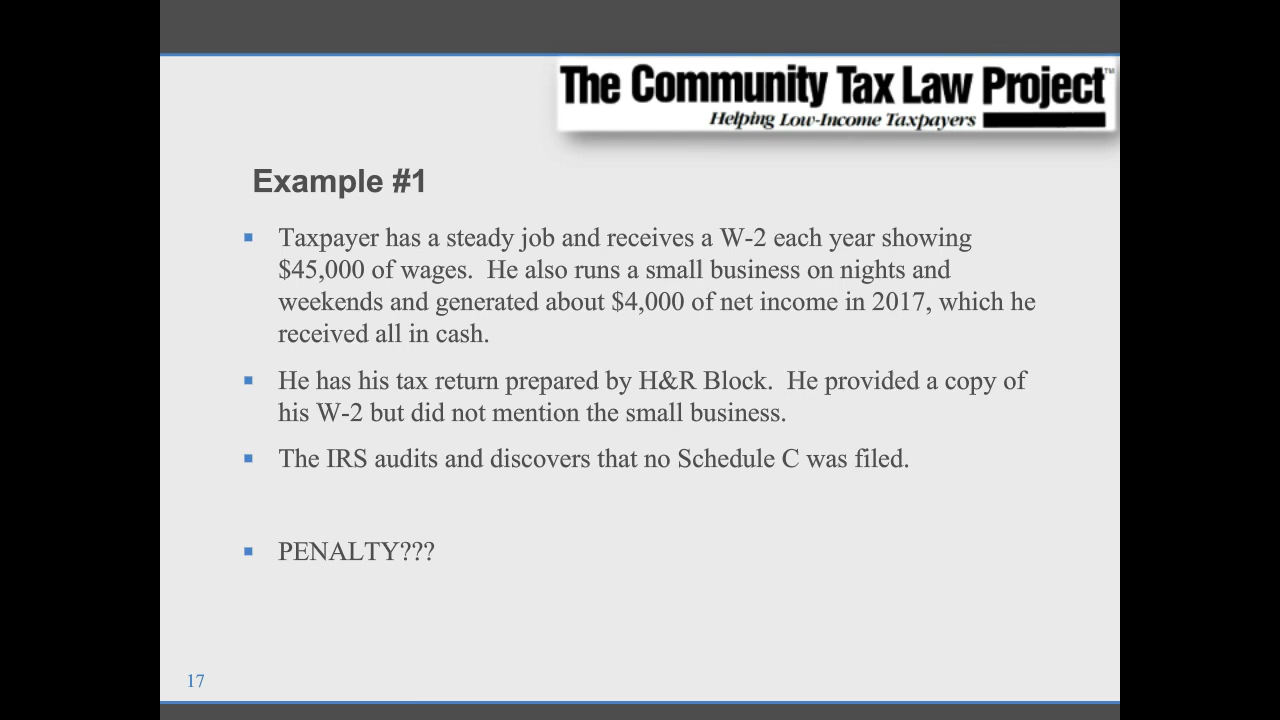 The Community Tax Law Project™
Helping Low-Income Taxpayers
Example #1
▪ Taxpayer has a steady job and receives a W-2 each year showing
$45,000 of wages.  He also runs a small business on nights and
weekends and generated about $4,000 of net income in 2017, which he
received all in cash.
▪ He has his tax return prepared by H&R Block.  He provided a copy of
his W-2 but did not mention the small business.
▪ The IRS audits and discovers that no Schedule C was filed.
▪ PENALTY???
17